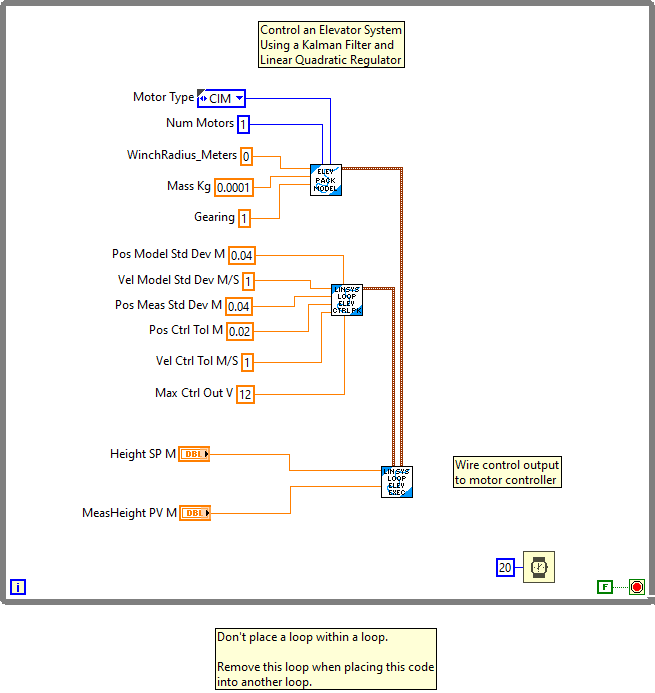 Control an Elevator System
Using a Kalman Filter and
Linear Quadratic Regulator
Motor Type CIM
Num Motors 1
WinchRadius_Meters 0
Mass Kg 0.0001
Gearing 1
ELEV
PACK
MODEL
Pos Model Std Dev M 0.04
Vel Model Std Dev M/S 1
Pos Meas Std Dev M 0.04
Pos Ctrl Tol M 0.02
Vel Ctrl Tol M/S 1
Max Ctrl Out V 12
LINSYS
LOOP
ELEV
CTRL PK
Height SP M DBL
MeasHeight PV M DBL
LINSYS
LOOP
ELEV
EXEC
Wire control output
to motor controller
20
i
F
Don't place a loop within a loop.
Remove this loop when placing this code
into another loop.